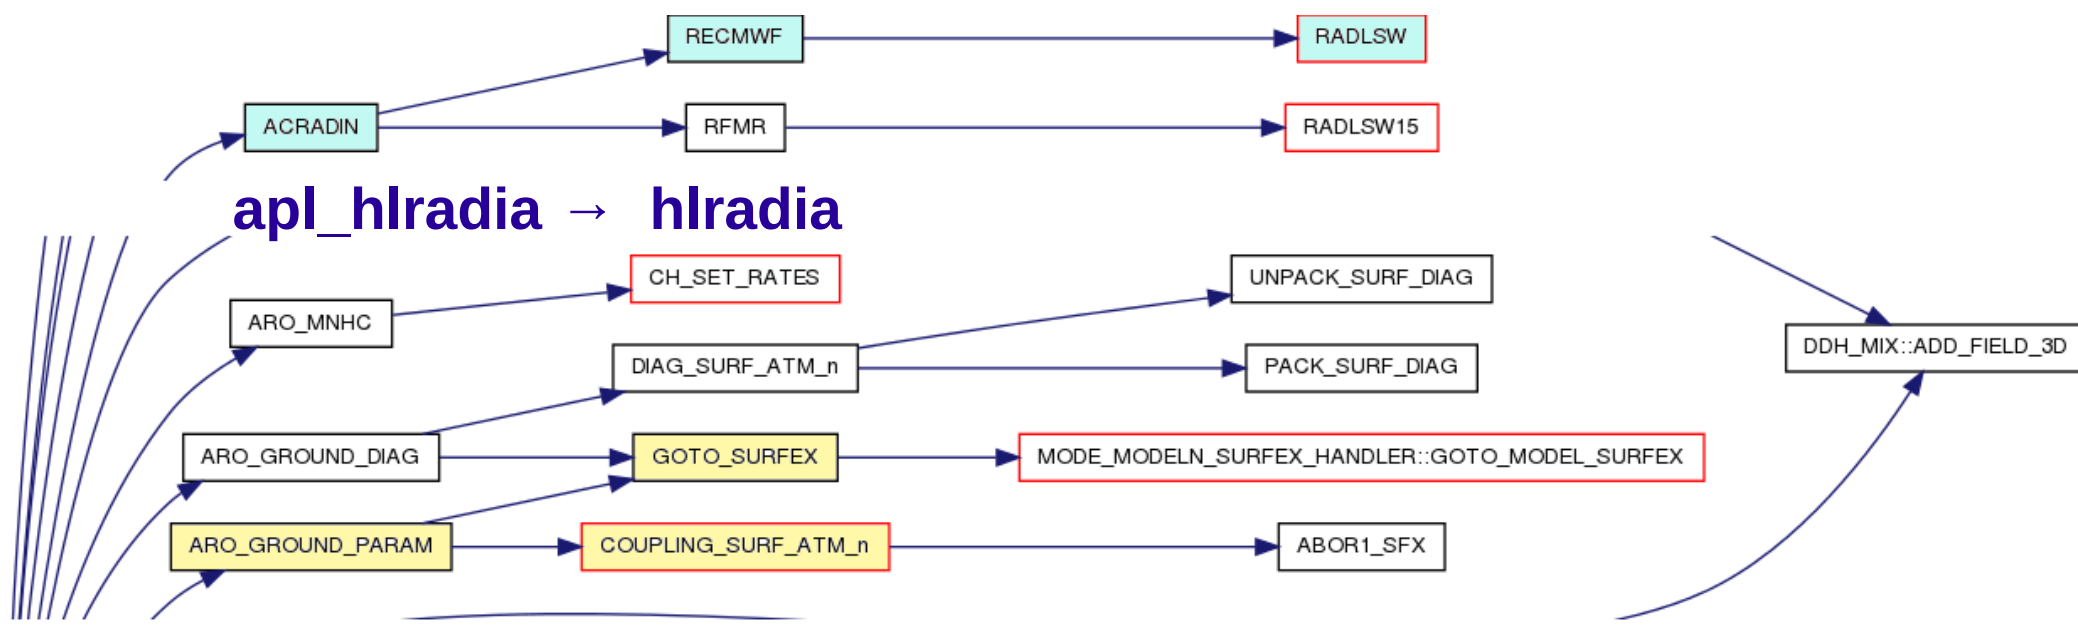 RECMWF
RADLSW
ACRADIN
RFMR
RADLSW15
apl_hlradia → hlradia
CH_SET_RATES
UNPACK_SURF_DIAG
ARO_MNHC
DDH_MIX::ADD_FIELD_3D
DIAG_SURF_ATM_n
PACK_SURF_DIAG
ARO_GROUND_DIAG
GOTO_SURFEX
MODE_MODELN_SURFEX_HANDLER::GOTO_MODEL_SURFEX
ARO_GROUND_PARAM
COUPLING_SURF_ATM_n
ABOR1_SFX